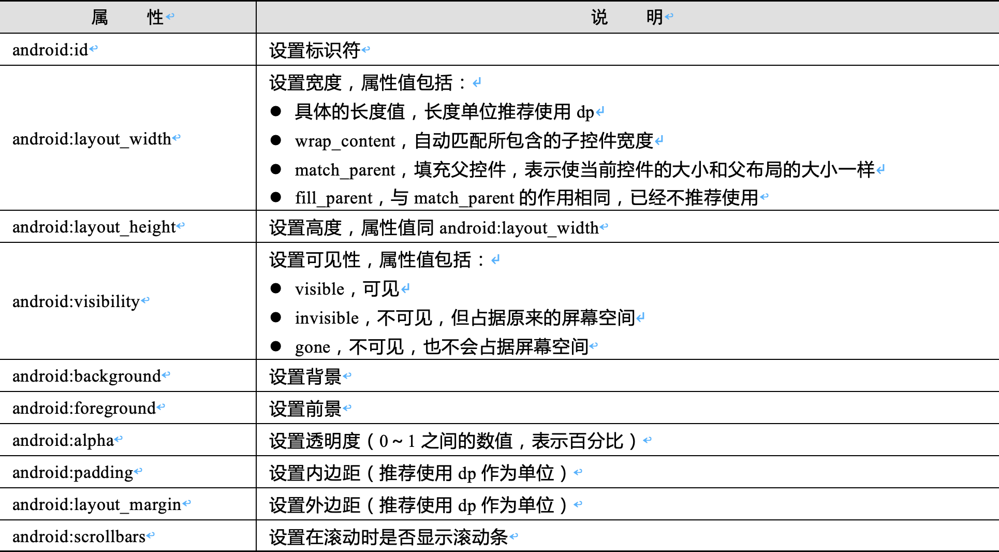 属 性
说 明
android:id
设置标识符
android:layout_width
设置宽度，属性值包括：
● 具体的长度值，长度单位推荐使用 dp
● wrap_content，自动匹配所包含的子控件宽度
● match_parent，填充父控件，表示使当前控件的大小和父布局的大小一样
● fill_parent，与 match_parent 的作用相同，已经不推荐使用
android:layout_height
设置高度，属性值同 android:layout_width
android:visibility
设置可见性，属性值包括：
● visible，可见
● invisible，不可见，但占据原来的屏幕空间
● gone，不可见，也不会占据屏幕空间
android:background
设置背景
android:foreground
设置前景
android:alpha
设置透明度（0～1 之间的数值，表示百分比）
android:padding
设置内边距（推荐使用 dp 作为单位）
android:layout_margin
设置外边距（推荐使用 dp 作为单位）
android:scrollbars
设置在滚动时是否显示滚动条